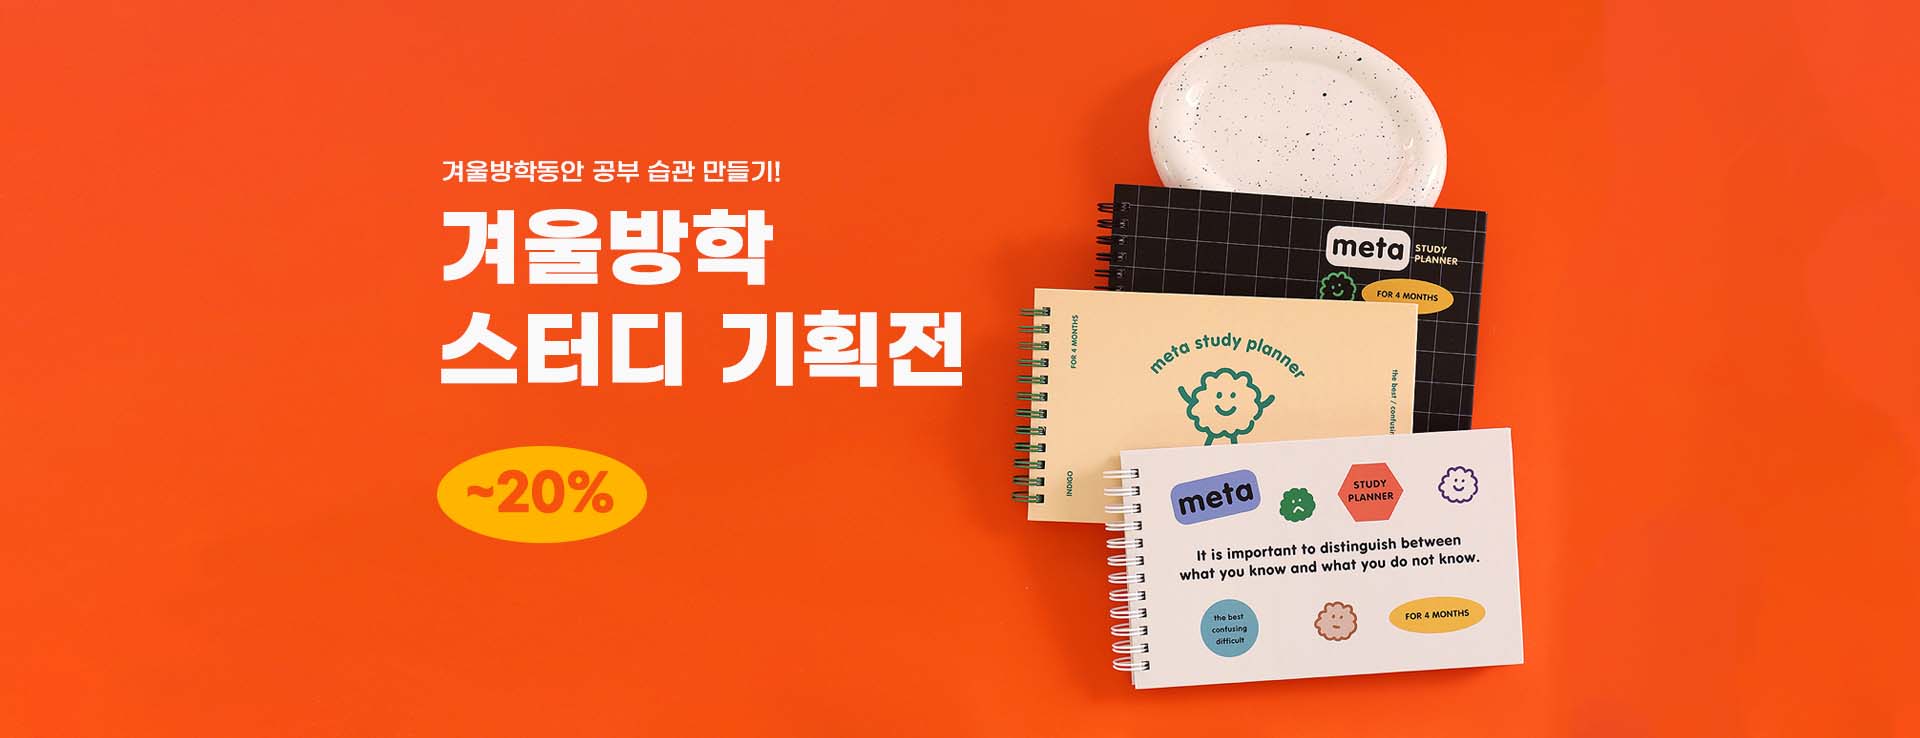 겨울방학동안 공부 습관 만들기!
겨울방학
스터디 기획전
~20%
meta STUDY PLANNER
FOR 4 MONTHS
FOR 4 MONTHS
meta study planner
the best / confusing
INDIGO
meta
STUDY
PLANNER
It is important to distinguish between
what you know and what you do not know.
the best
confusing
difficult
FOR 4 MONTHS